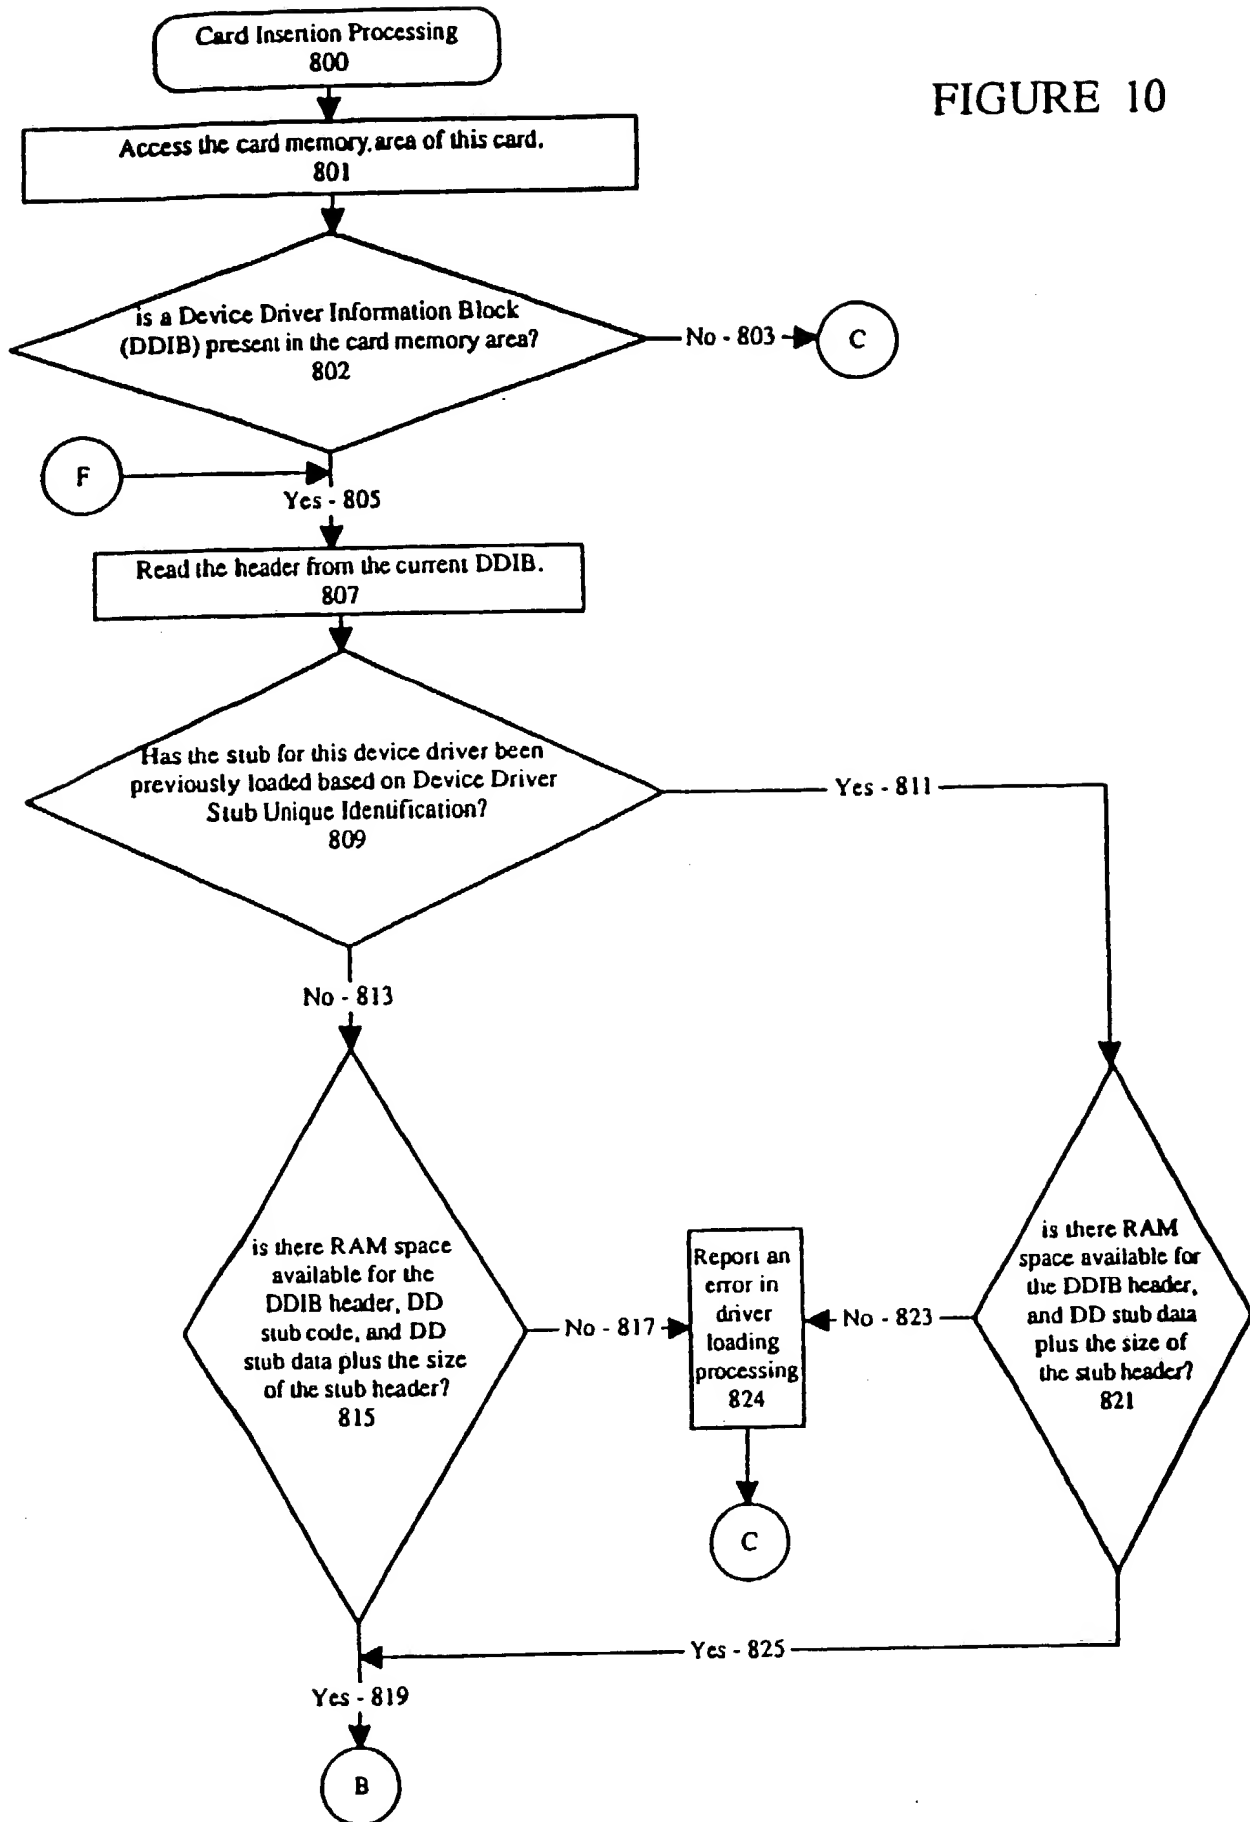 Card Insertion Processing
800
FIGURE 10
Access the card memory area of this card.
801
is a Device Driver Information Block
(DDIB) present in the card memory area?
802
No - 803
C
F
Yes - 805
Read the header from the current DDIB.
807
Has the stub for this device driver been
previously loaded based on Device Driver
Stub Unique Identification?
809
Yes - 811
No - 813
is there RAM space
available for the
DDIB header, DD
stub code, and DD
stub data plus the size
of the stub header?
815
No - 817
Report an
error in
driver
loading
processing
824
No - 823
is there RAM
space available for
the DDIB header,
and DD stub data
plus the size of
the stub header?
821
C
Yes - 825
Yes - 819
B